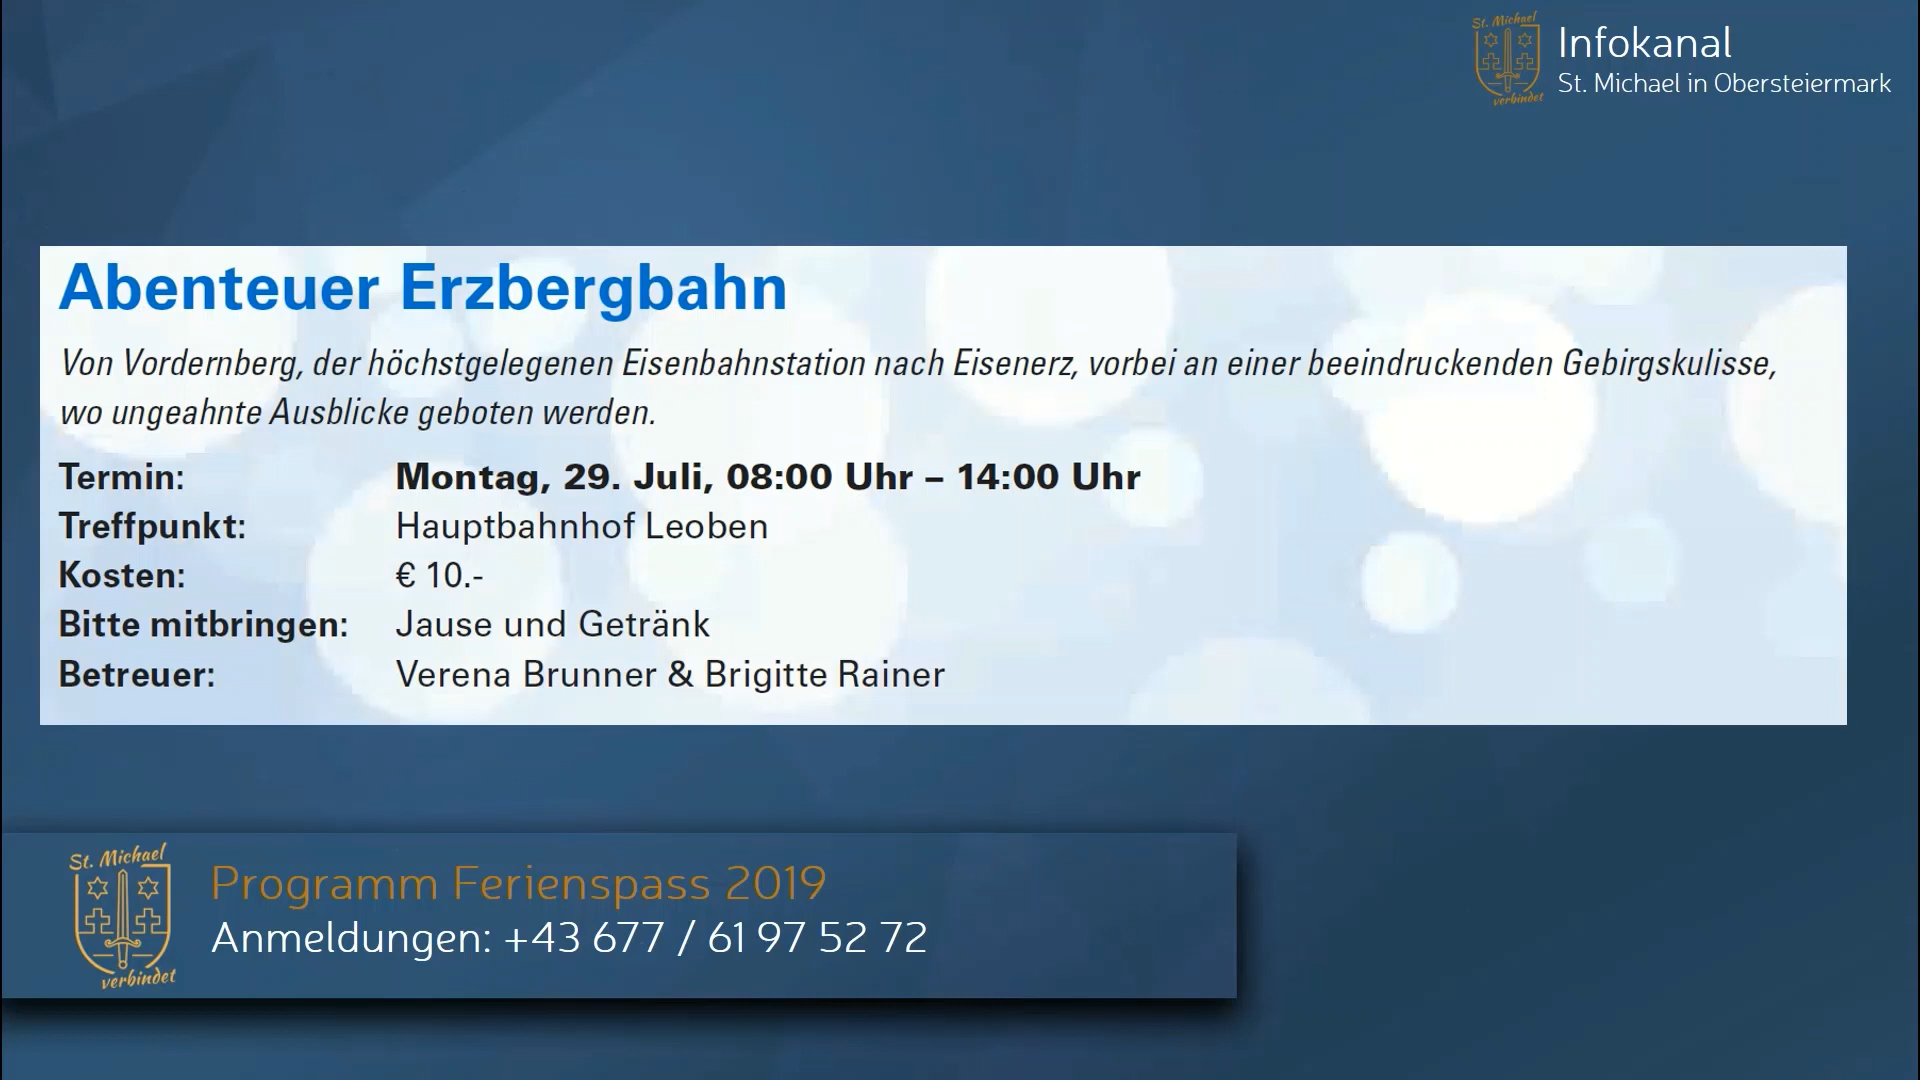 St. Michael
verbindet
Infokanal
St. Michael in Obersteiermark
Abenteuer Erzbergbahn
Von Vordernberg, der höchstgelegenen Eisenbahnstation nach Eisenerz, vorbei an einer beeindruckenden Gebirgskulisse,
wo ungeahnte Ausblicke geboten werden.
Termin: Montag, 29. Juli, 08:00 Uhr – 14:00 Uhr
Treffpunkt: Hauptbahnhof Leoben
Kosten: € 10.-
Bitte mitbringen: Jause und Getränk
Betreuer: Verena Brunner & Brigitte Rainer
St. Michael
verbindet
Programm Ferienspass 2019
Anmeldungen: +43 677 / 61 97 52 72